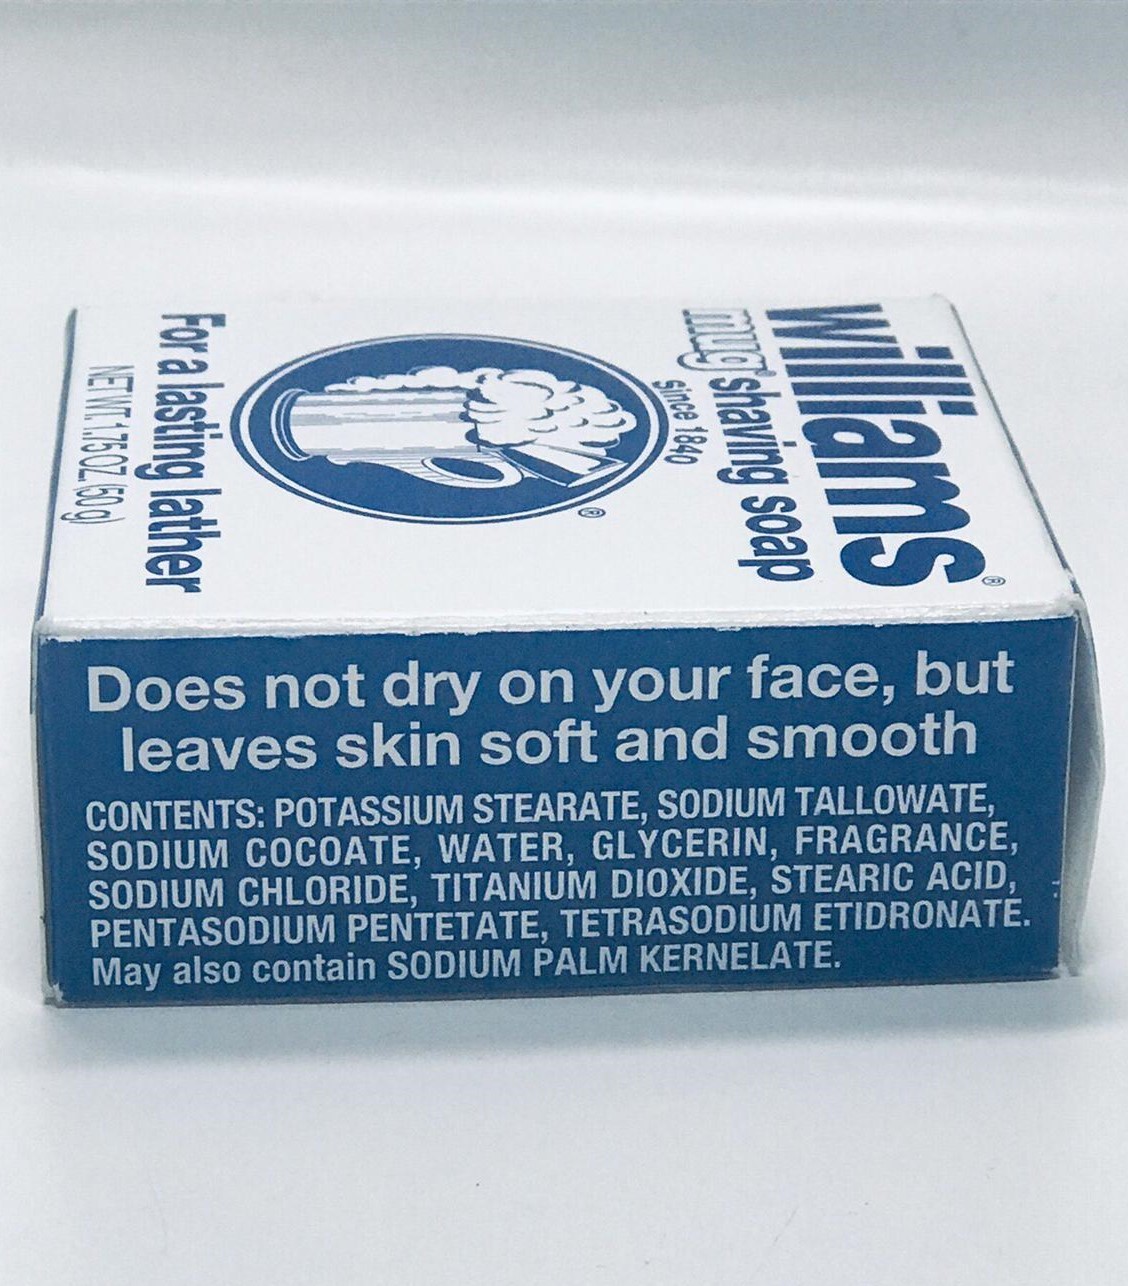 williams®
mug® shaving soap
since 1840
®
For a lasting lather
NET WT. 1.75 OZ. (50 g)
Does not dry on your face, but
leaves skin soft and smooth
CONTENTS: POTASSIUM STEARATE, SODIUM TALLOWATE,
SODIUM COCOATE, WATER, GLYCERIN, FRAGRANCE,
SODIUM CHLORIDE, TITANIUM DIOXIDE, STEARIC ACID,
PENTASODIUM PENTETATE, TETRASODIUM ETIDRONATE.
May also contain SODIUM PALM KERNELATE.